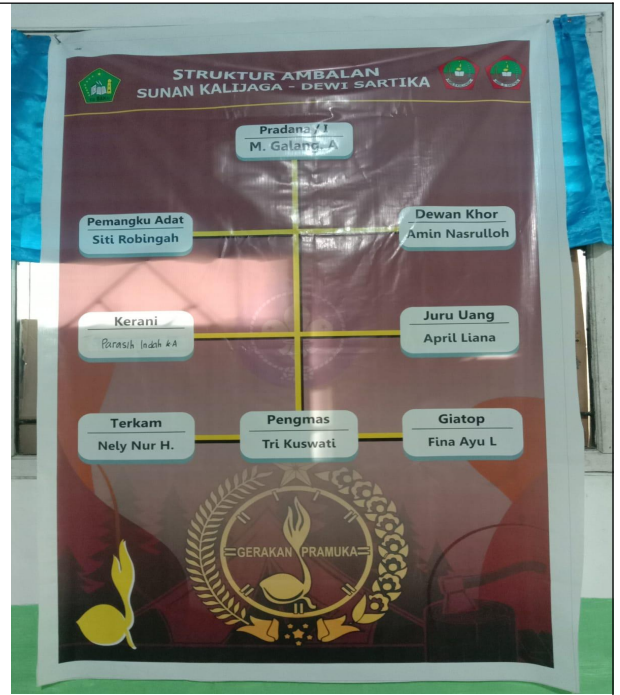 STRUKTUR AMBALAN
SUNAN KALIJAGA - DEWI SARTIKA
Pradana / I
M. Galang. A
Pemangku Adat
Siti Robingah
Dewan Khor
Amin Nasrulloh
Kerani
Parasih Indah k.A
Juru Uang
April Liana
Terkam
Nely Nur H.
Pengmas
Tri Kuswati
Giatop
Fina Ayu L
GERAKAN PRAMUKA